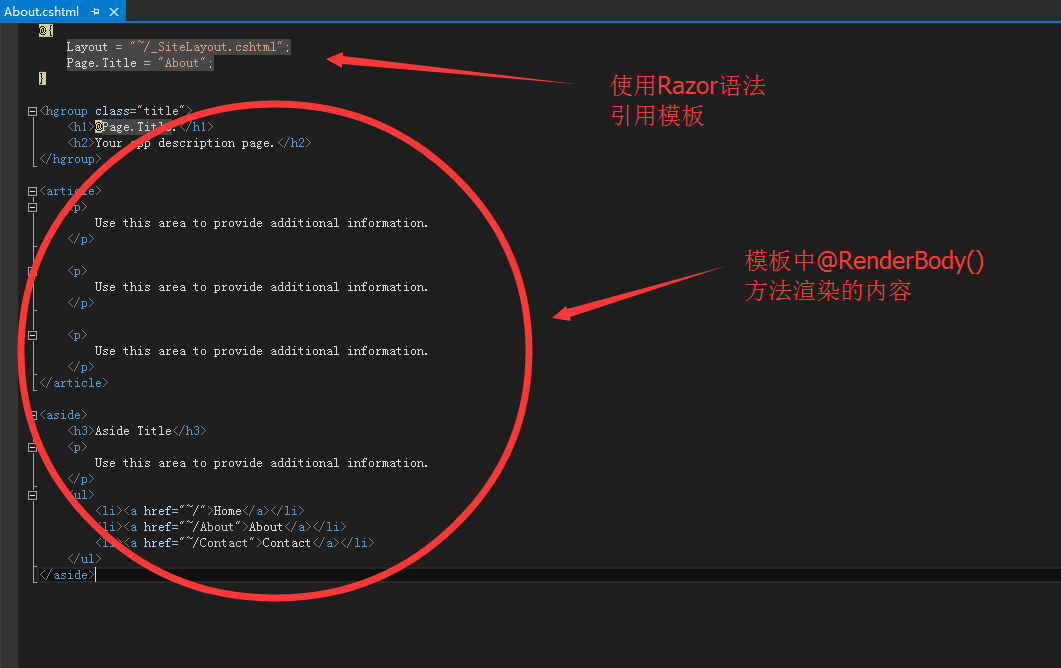 About.cshtml
@{
Layout = "~/_SiteLayout.cshtml";
Page.Title = "About";
}
使用Razor语法
引用模板
<hgroup class="title">
<h1>@Page.Title.</h1>
<h2>Your app description page.</h2>
</hgroup>
<article>
<p>
Use this area to provide additional information.
</p>
<p>
Use this area to provide additional information.
</p>
<p>
Use this area to provide additional information.
</p>
</article>
模板中@RenderBody()
方法渲染的内容
<aside>
<h3>Aside Title</h3>
<p>
Use this area to provide additional information.
</p>
<ul>
<li><a href="~/">Home</a></li>
<li><a href="~/About">About</a></li>
<li><a href="~/Contact">Contact</a></li>
</ul>
</aside>